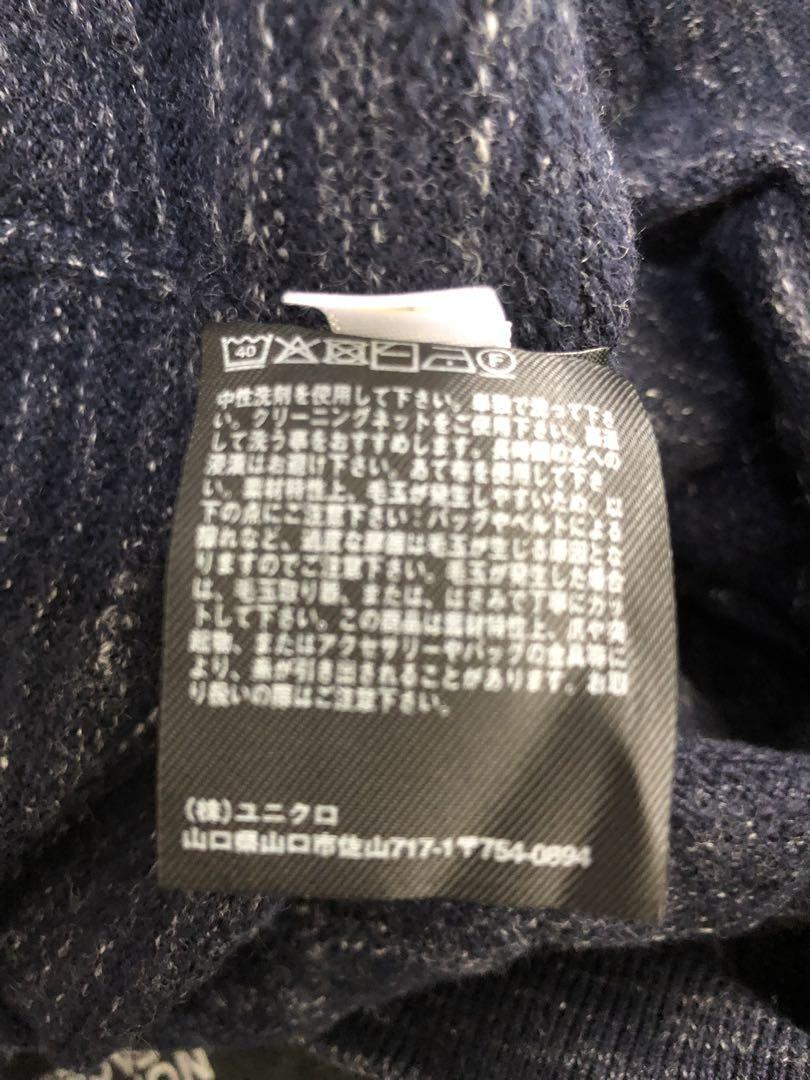 40
中性洗剤を使用して下さい。単独で洗って下さ
い。クリーニングネットをご使用下さい。裏返
して洗う事をおすすめします。長時間の水への
浸漬はお避け下さい。あて布を使用して下さ
い。素材特性上、毛玉が発生しやすいため、以
下の点にご注意下さい：バッグやベルトによる
擦れなど、過度な摩擦は毛玉が生じる原因とな
りますのでご注意下さい。毛玉が発生した場合
は、毛玉取り器、または、はさみで丁寧にカッ
トして下さい。この商品は素材特性上、爪や洗
起物、またはアクセサリーやバッグの金具等に
より、糸が引き出されることがあります。お取
り扱いの際はご注意下さい。
(株)ユニクロ
山口県山口市佐山717-1〒754-0894